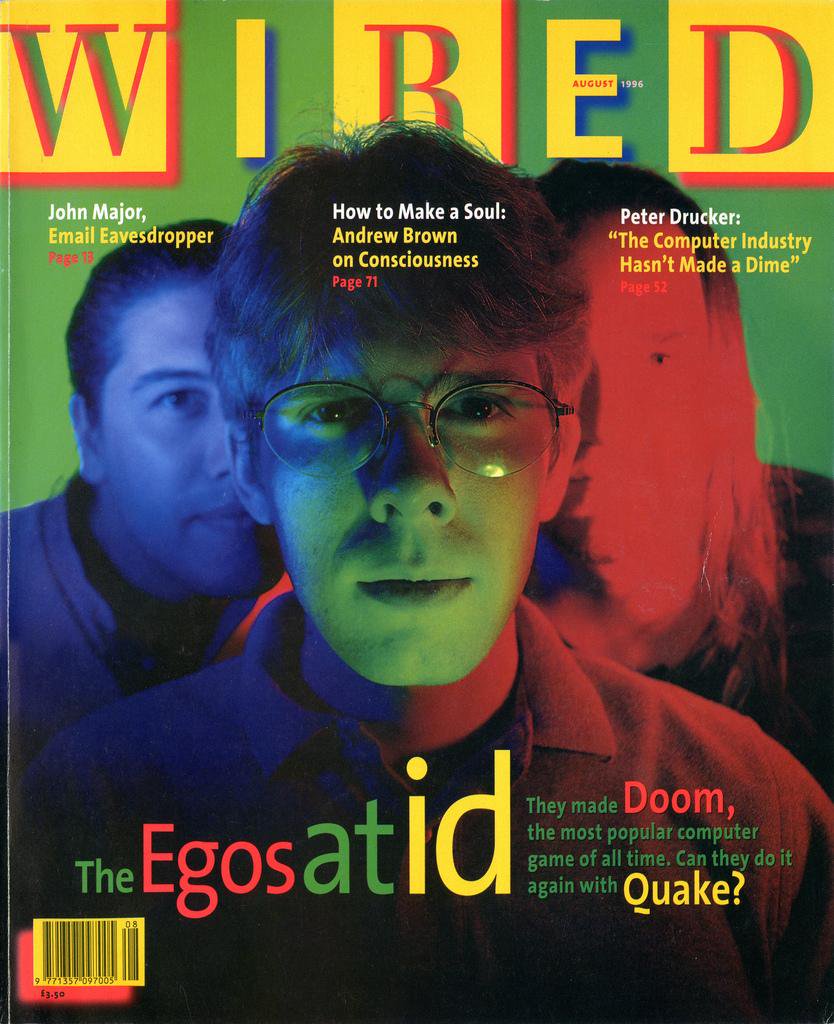 WIRED
AUGUST 1996
John Major,
Email Eavesdropper
Page 13
How to Make a Soul:
Andrew Brown
on Consciousness
Page 71
Peter Drucker:
“The Computer Industry
Hasn’t Made a Dime”
Page 52
The Egos at id
They made Doom,
the most popular computer
game of all time. Can they do it
again with Quake?
08
9 771357 097005
£3.50